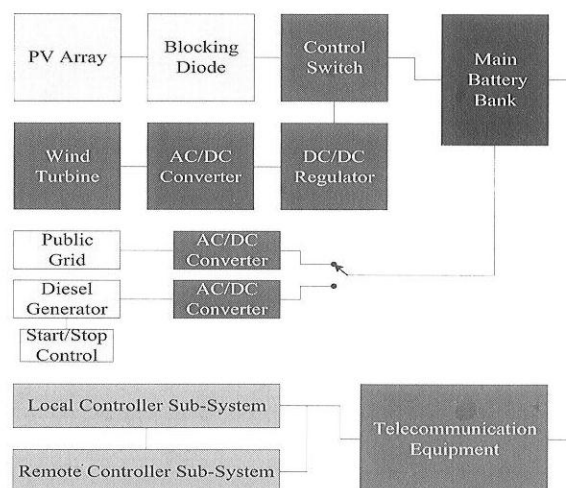 PV Array
Blocking
Diode
Control
Switch
Main
Battery
Bank
Wind
Turbine
AC/DC
Converter
DC/DC
Regulator
Public
Grid
AC/DC
Converter
Diesel
Generator
AC/DC
Converter
Start/Stop
Control
Local Controller Sub-System
Telecommunication
Equipment
Remote Controller Sub-System